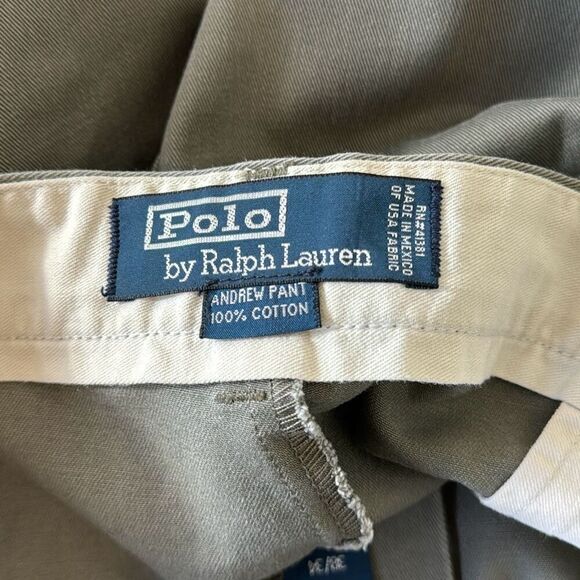 Polo
by Ralph Lauren
RN#41381
MADE IN MEXICO
OF USA FABRIC
ANDREW PANT
100% COTTON